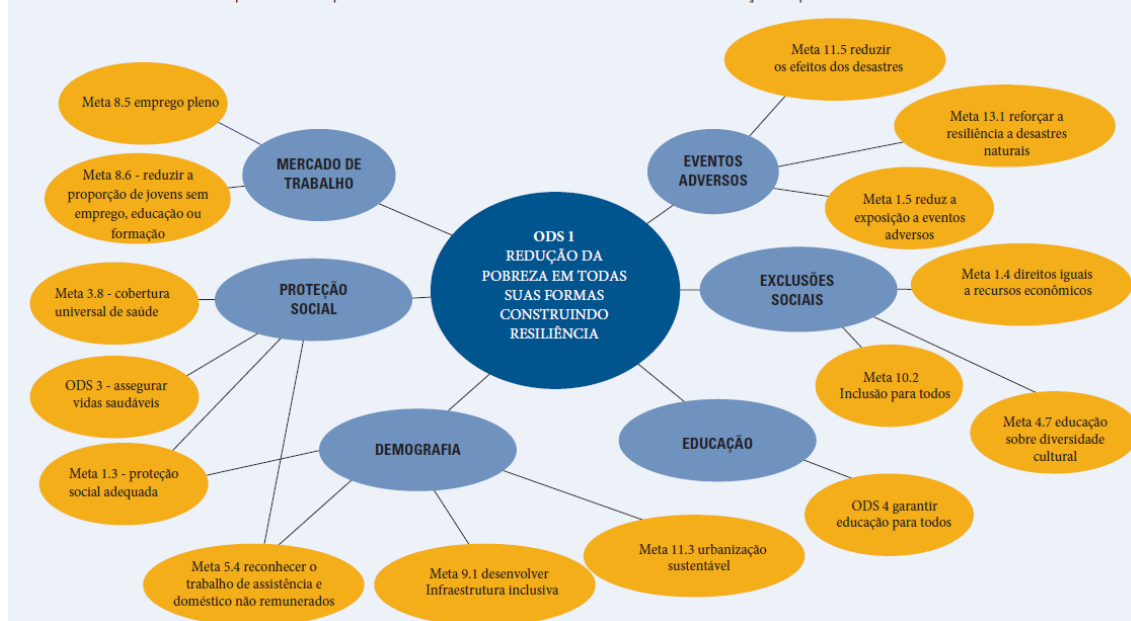 Meta 11.5 reduzir
os efeitos dos desastres
Meta 8.5 emprego pleno
Meta 13.1 reforçar a
resiliência a desastres
naturais
MERCADO DE
TRABALHO
EVENTOS
ADVERSOS
Meta 8.6 - reduzir a
proporção de jovens sem
emprego, educação ou
formação
Meta 1.5 reduz a
exposição a eventos
adversos
ODS 1
REDUÇÃO DA
POBREZA EM TODAS
SUAS FORMAS
CONSTRUINDO
RESILIÊNCIA
Meta 3.8 - cobertura
universal de saúde
PROTEÇÃO
SOCIAL
EXCLUSÕES
SOCIAIS
Meta 1.4 direitos iguais
a recursos econômicos
ODS 3 - assegurar
vidas saudáveis
Meta 10.2
Inclusão para todos
Meta 4.7 educação
sobre diversidade
cultural
DEMOGRAFIA
EDUCAÇÃO
Meta 1.3 - proteção
social adequada
ODS 4 garantir
educação para todos
Meta 11.3 urbanização
sustentável
Meta 5.4 reconhecer o
trabalho de assistência e
doméstico não remunerados
Meta 9.1 desenvolver
Infraestrutura inclusiva